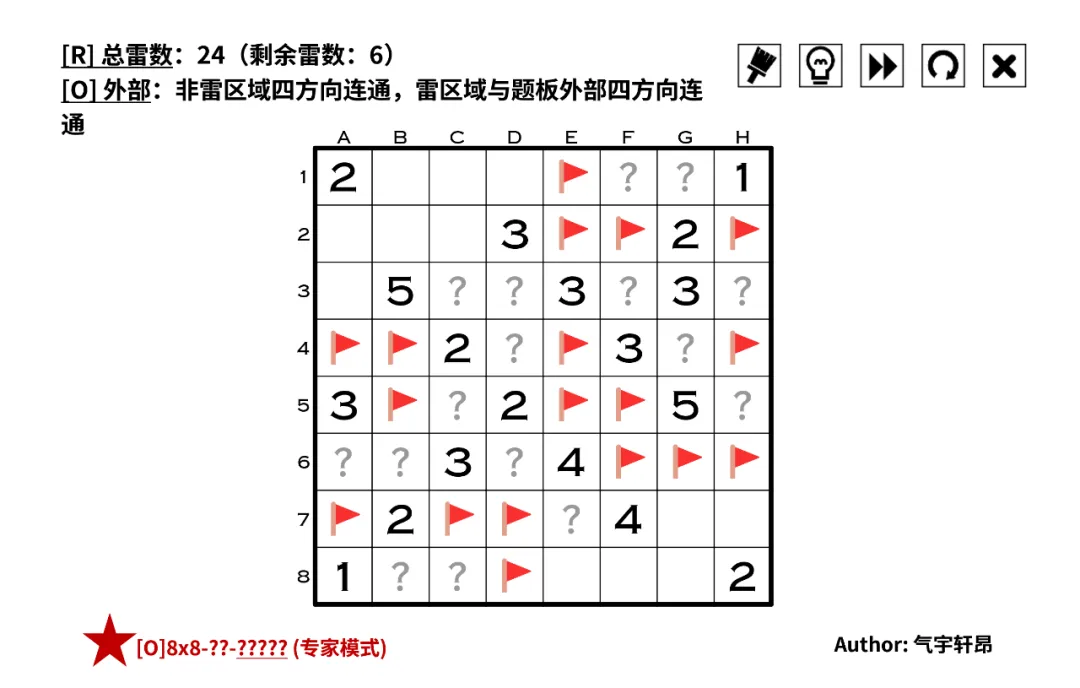 [R] 总雷数：24（剩余雷数：6）
[O] 外部：非雷区域四方向连通，雷区域与题板外部四方向连
通
A B C D E F G H
1 2 ? ? 1
2 3 2
3 5 ? ? 3 ? 3 ?
4 2 ? 3 ?
5 3 ? 2 5 ?
6 ? ? 3 ? 4
7 2 ? 4
8 1 ? ? 2
[O]8x8-??-????? (专家模式)
Author: 气宇轩昂